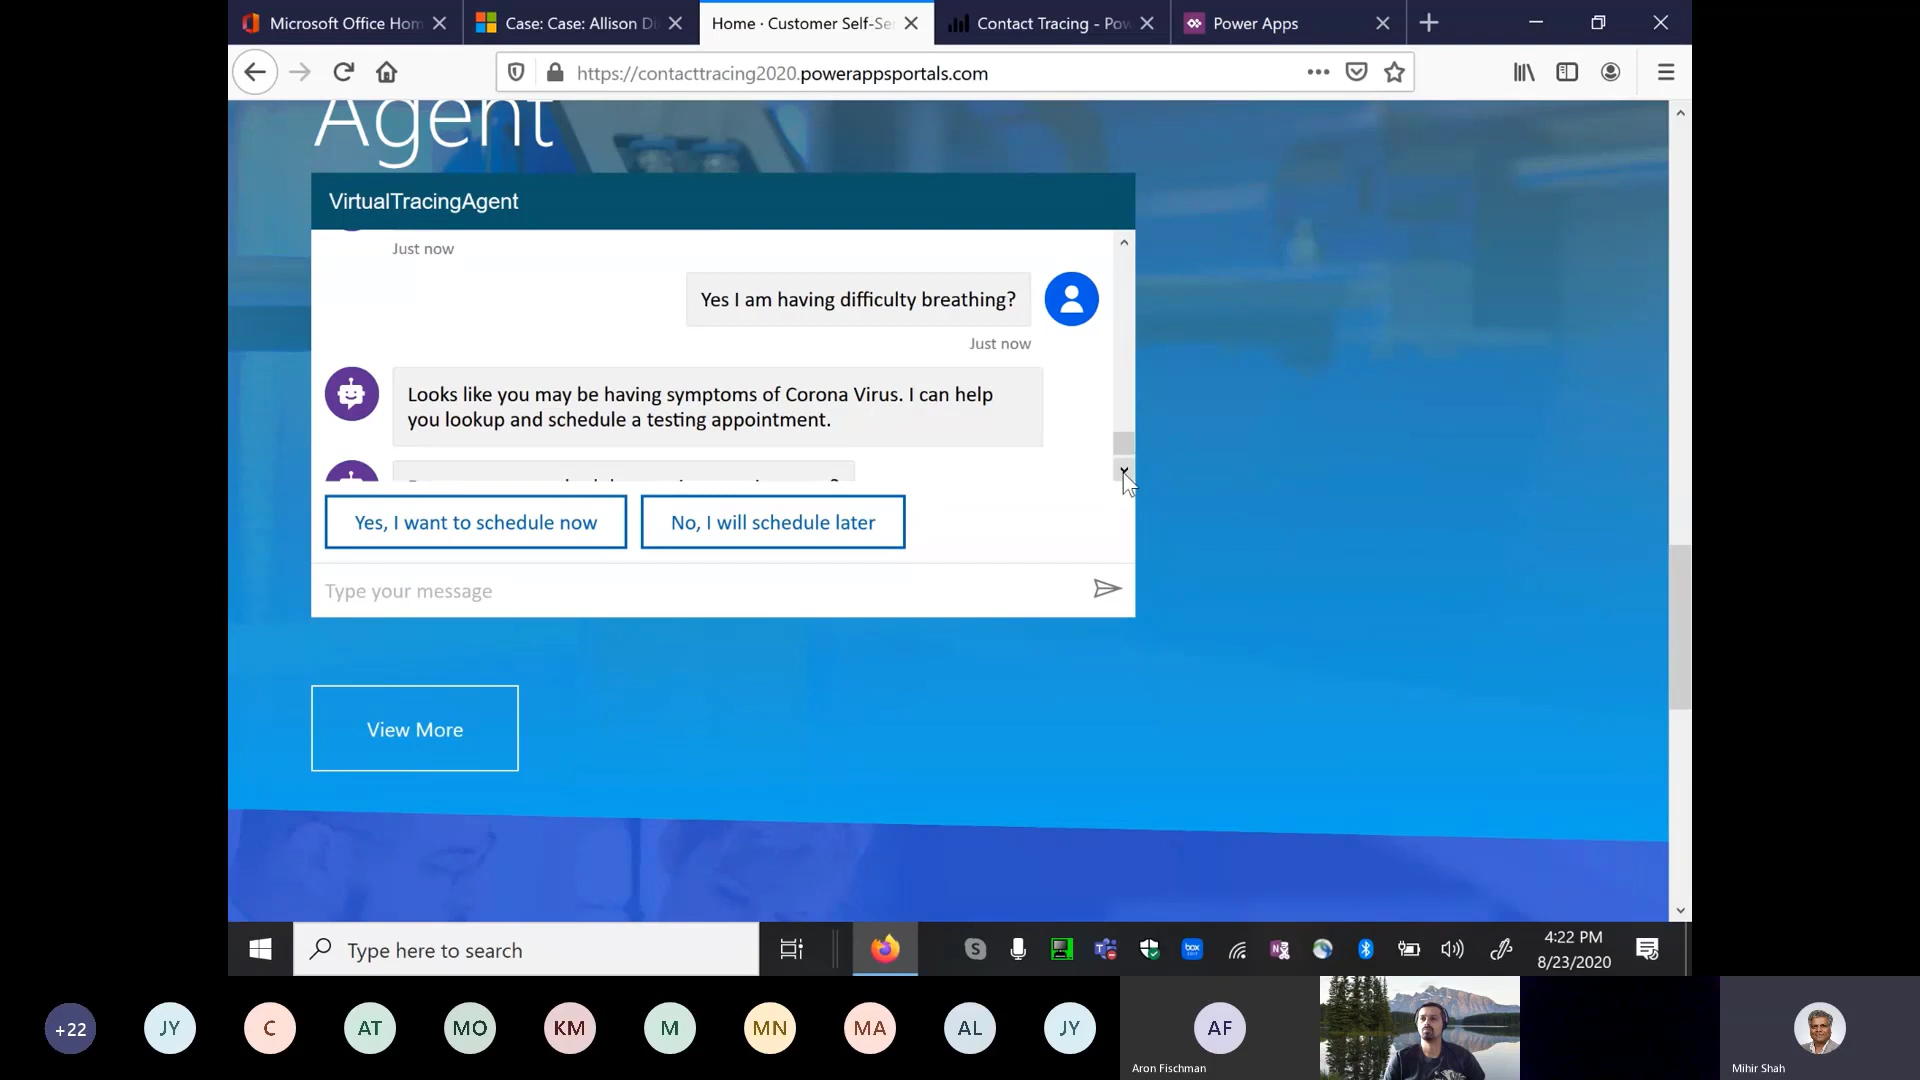 Microsoft Office Hom
Case: Case: Allison D
Home · Customer Self-Se
Contact Tracing - Pow
Power Apps
https://contacttracing2020.powerappsportals.com
Agent
VirtualTracingAgent
Just now
Yes I am having difficulty breathing?
Just now
Looks like you may be having symptoms of Corona Virus. I can help
you lookup and schedule a testing appointment.
Yes, I want to schedule now
No, I will schedule later
Type your message
View More
Type here to search
box
4:22 PM
8/23/2020
+22
JY
C
AT
MO
KM
M
MN
MA
AL
JY
AF
Aron Fischman
Mihir Shah